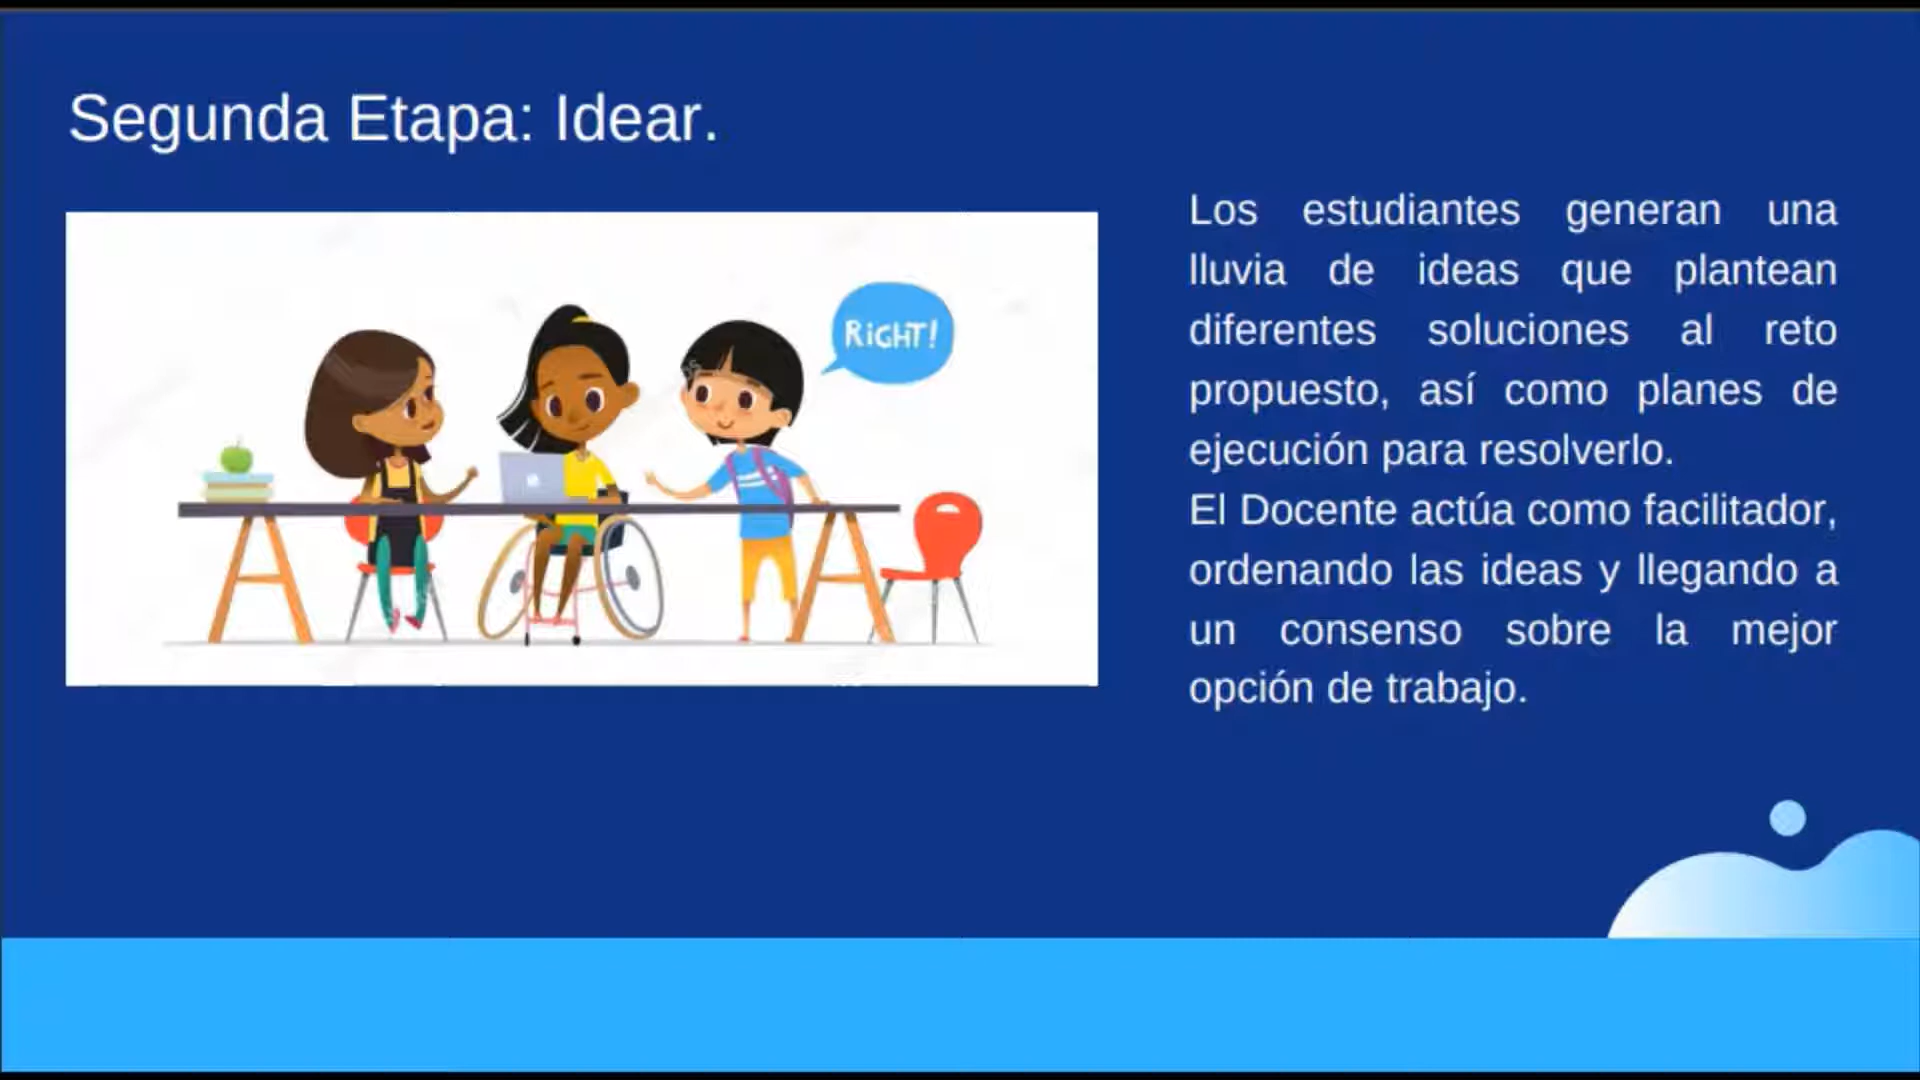 Segunda Etapa: Idear.
RiGHT!
Los estudiantes generan una
lluvia de ideas que plantean
diferentes soluciones al reto
propuesto, así como planes de
ejecución para resolverlo.
El Docente actúa como facilitador,
ordenando las ideas y llegando a
un consenso sobre la mejor
opción de trabajo.